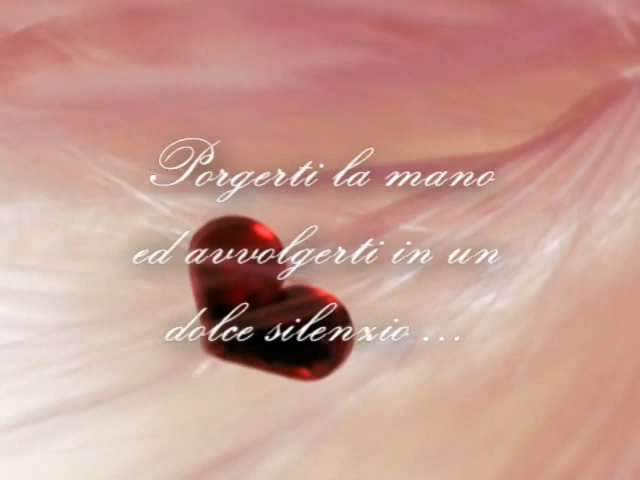 Porgerti la mano
ed avvolgerti in un
dolce silenzio ...